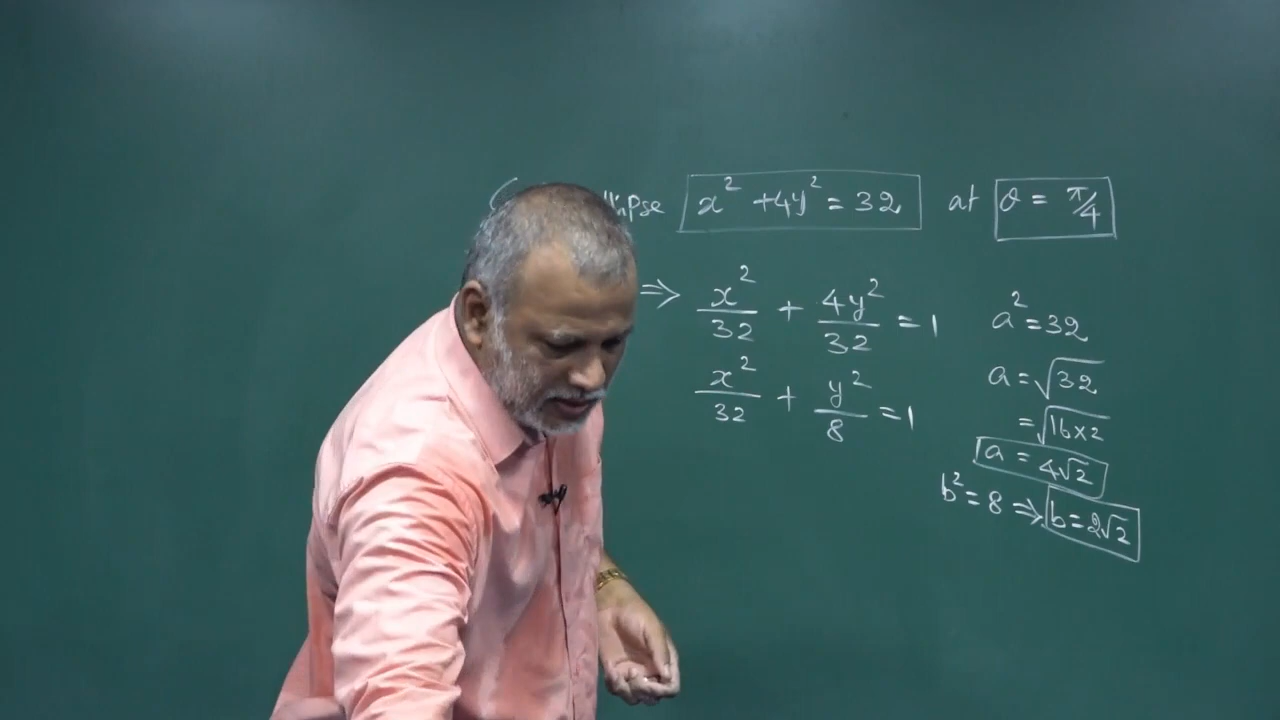 x² + 4y² = 32 at θ = π/4
⇒ x²/32 + 4y²/32 = 1
x²/32 + y²/8 = 1
a² = 32
a = √32
= √16×2
a = 4√2
b² = 8 ⇒ b = 2√2